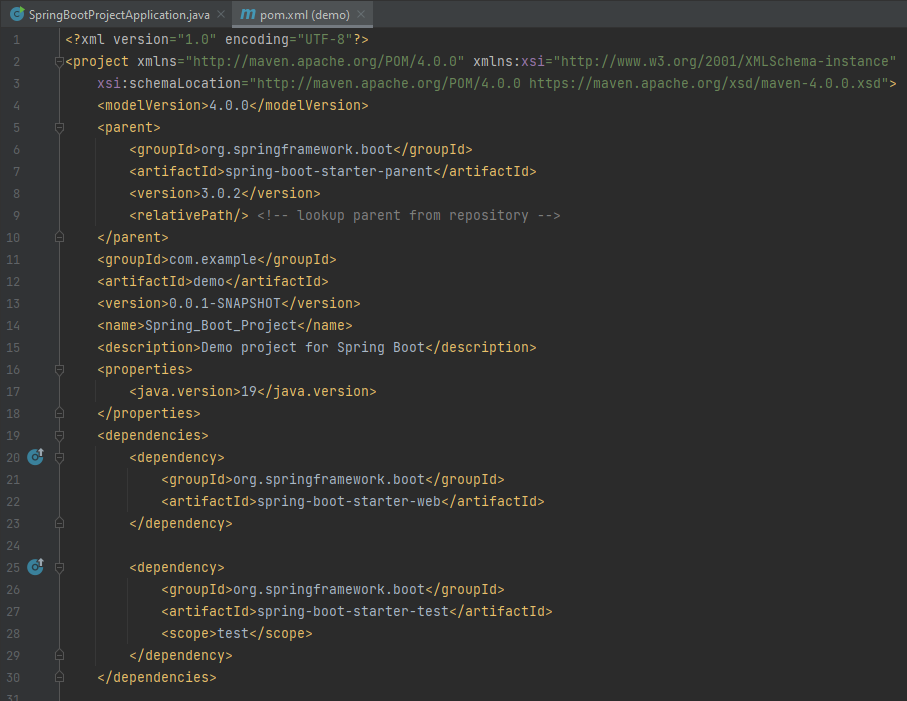 SpringBootProjectApplication.java
m pom.xml (demo)
1 <?xml version="1.0" encoding="UTF-8"?>
2 <project xmlns="http://maven.apache.org/POM/4.0.0" xmlns:xsi="http://www.w3.org/2001/XMLSchema-instance"
3 xsi:schemaLocation="http://maven.apache.org/POM/4.0.0 https://maven.apache.org/xsd/maven-4.0.0.xsd">
4 <modelVersion>4.0.0</modelVersion>
5 <parent>
6 <groupId>org.springframework.boot</groupId>
7 <artifactId>spring-boot-starter-parent</artifactId>
8 <version>3.0.2</version>
9 <relativePath/> <!-- lookup parent from repository -->
10 </parent>
11 <groupId>com.example</groupId>
12 <artifactId>demo</artifactId>
13 <version>0.0.1-SNAPSHOT</version>
14 <name>Spring_Boot_Project</name>
15 <description>Demo project for Spring Boot</description>
16 <properties>
17 <java.version>19</java.version>
18 </properties>
19 <dependencies>
20 <dependency>
21 <groupId>org.springframework.boot</groupId>
22 <artifactId>spring-boot-starter-web</artifactId>
23 </dependency>
24
25 <dependency>
26 <groupId>org.springframework.boot</groupId>
27 <artifactId>spring-boot-starter-test</artifactId>
28 <scope>test</scope>
29 </dependency>
30 </dependencies>
31